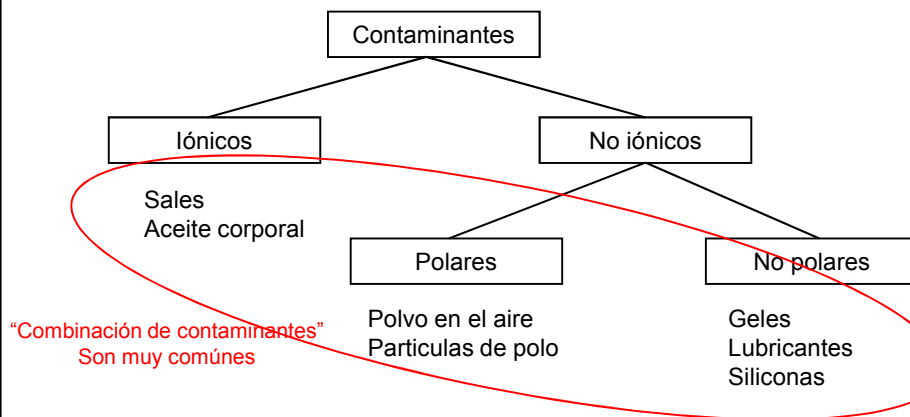 Contaminantes
Iónicos
No iónicos
Sales
Aceite corporal
Polares
No polares
Polvo en el aire
Particulas de polo
Geles
Lubricantes
Siliconas
“Combinación de contaminantes”
Son muy comúnes